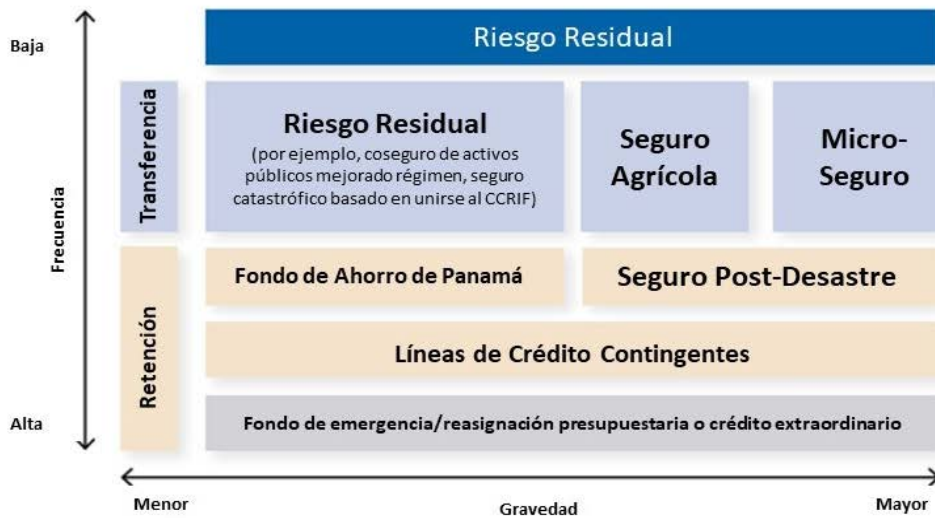 Baja
Riesgo Residual
Frecuencia
Transferencia
Riesgo Residual
(por ejemplo, coseguro de activos
públicos mejorado régimen, seguro
catastrófico basado en unirse al CCRIF)
Seguro
Agrícola
Micro-
Seguro
Retención
Fondo de Ahorro de Panamá
Seguro Post-Desastre
Líneas de Crédito Contingentes
Alta
Fondo de emergencia/reasignación presupuestaria o crédito extraordinario
Menor
Gravedad
Mayor